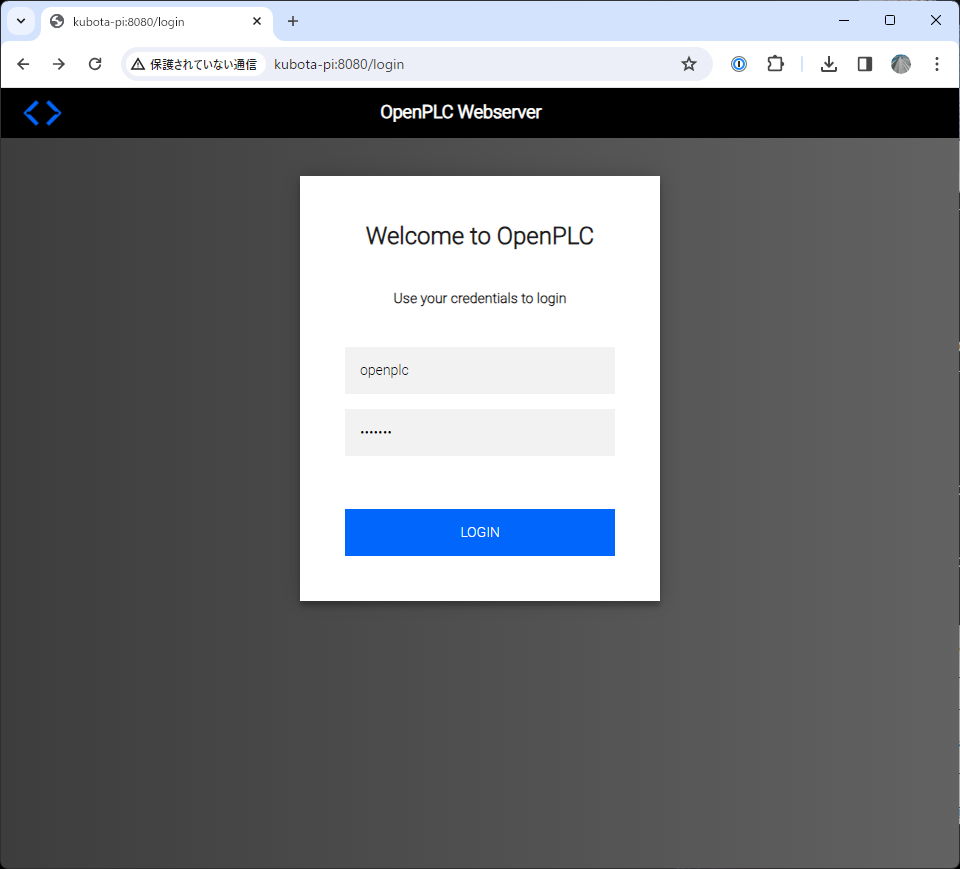 kubota-pi:8080/login
保護されていない通信 kubota-pi:8080/login
OpenPLC Webserver
Welcome to OpenPLC
Use your credentials to login
openplc
•••••••
LOGIN